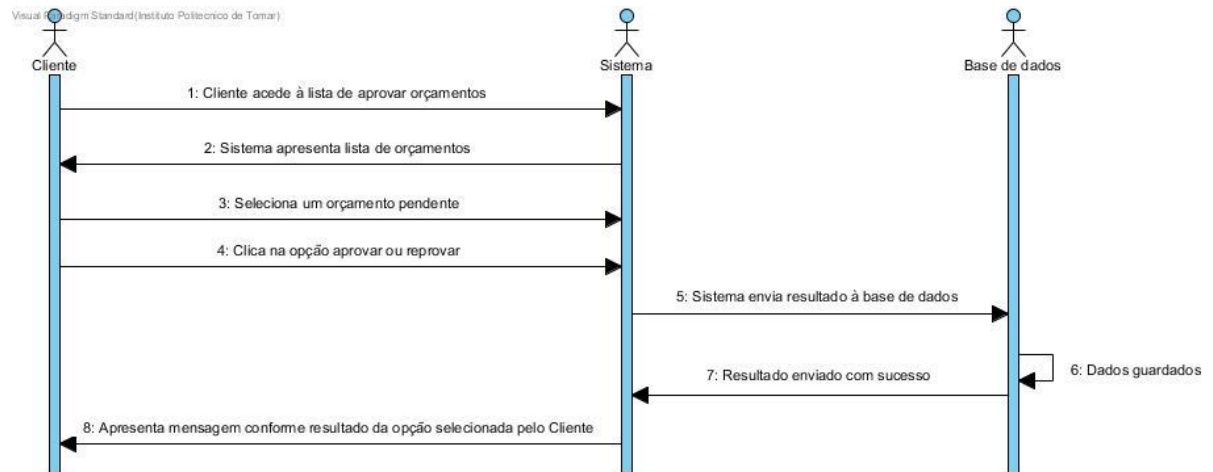 Visual Paradigm Standard(Instituto Politecnico de Tomar)
Cliente
Sistema
Base de dados
1: Cliente acede à lista de aprovar orçamentos
2: Sistema apresenta lista de orçamentos
3: Seleciona um orçamento pendente
4: Clica na opção aprovar ou reprovar
5: Sistema envia resultado à base de dados
6: Dados guardados
7: Resultado enviado com sucesso
8: Apresenta mensagem conforme resultado da opção selecionada pelo Cliente